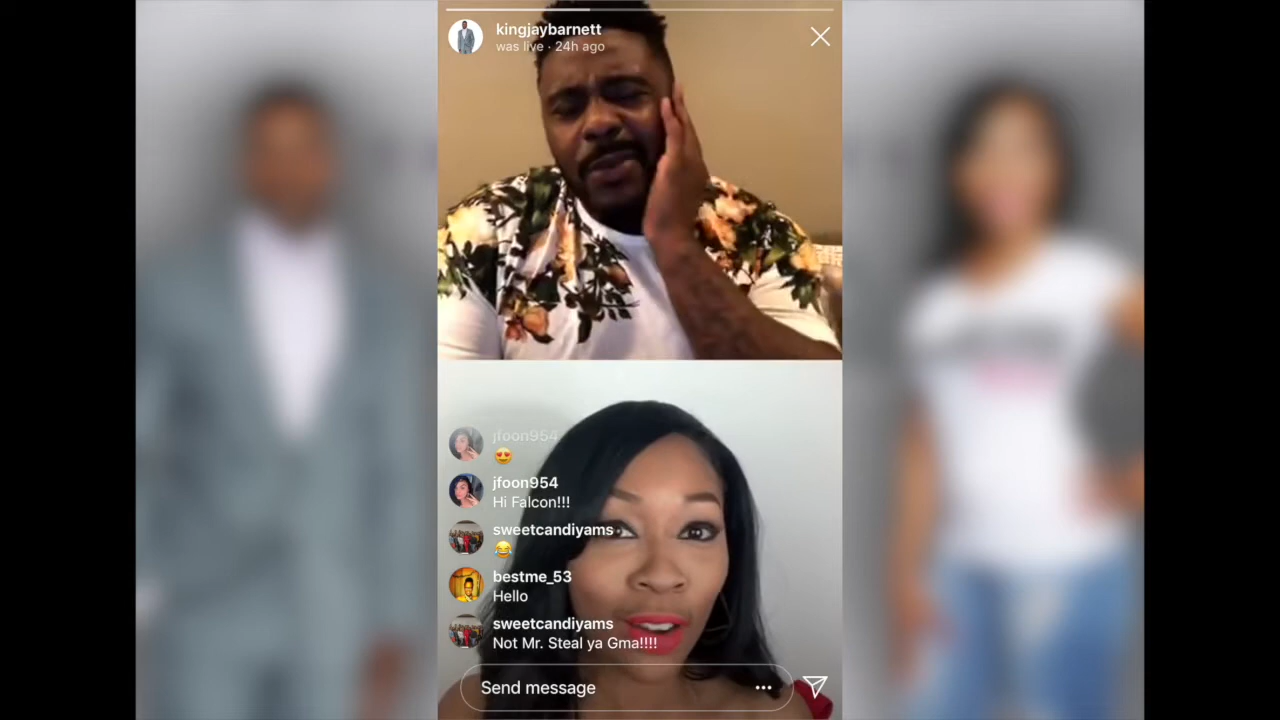 kingjaybarnett
was live · 24h ago
jfoon954
😍
jfoon954
Hi Falcon!!!
sweetcandiyams
😂
bestme_53
Hello
sweetcandiyams
Not Mr. Steal ya Gma!!!!
Send message